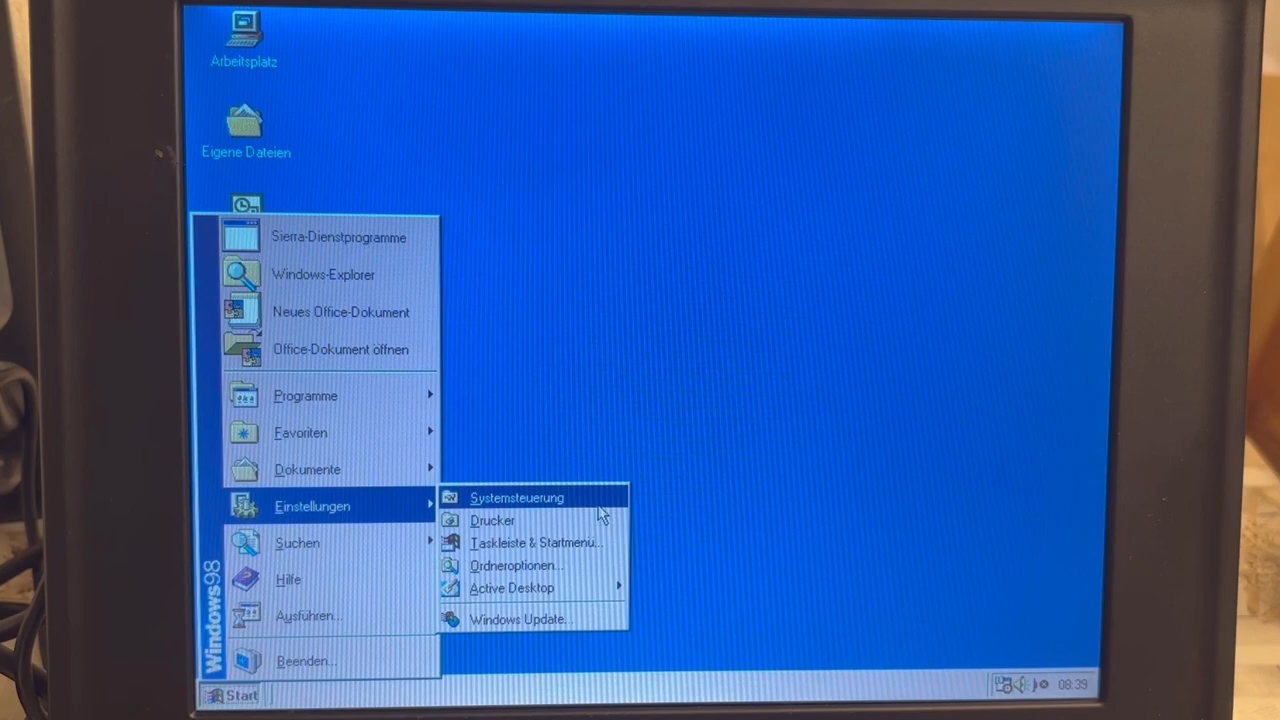 Arbeitsplatz
Eigene Dateien
Sierra-Dienstprogramme
Windows-Explorer
Neues Office-Dokument
Office-Dokument öffnen
Programme
Favoriten
Dokumente
Einstellungen
Suchen
Hilfe
Ausführen...
Beenden...
Windows98
Systemsteuerung
Drucker
Taskleiste & Startmenü...
Ordneroptionen...
Active Desktop
Windows Update...
Start
08:39